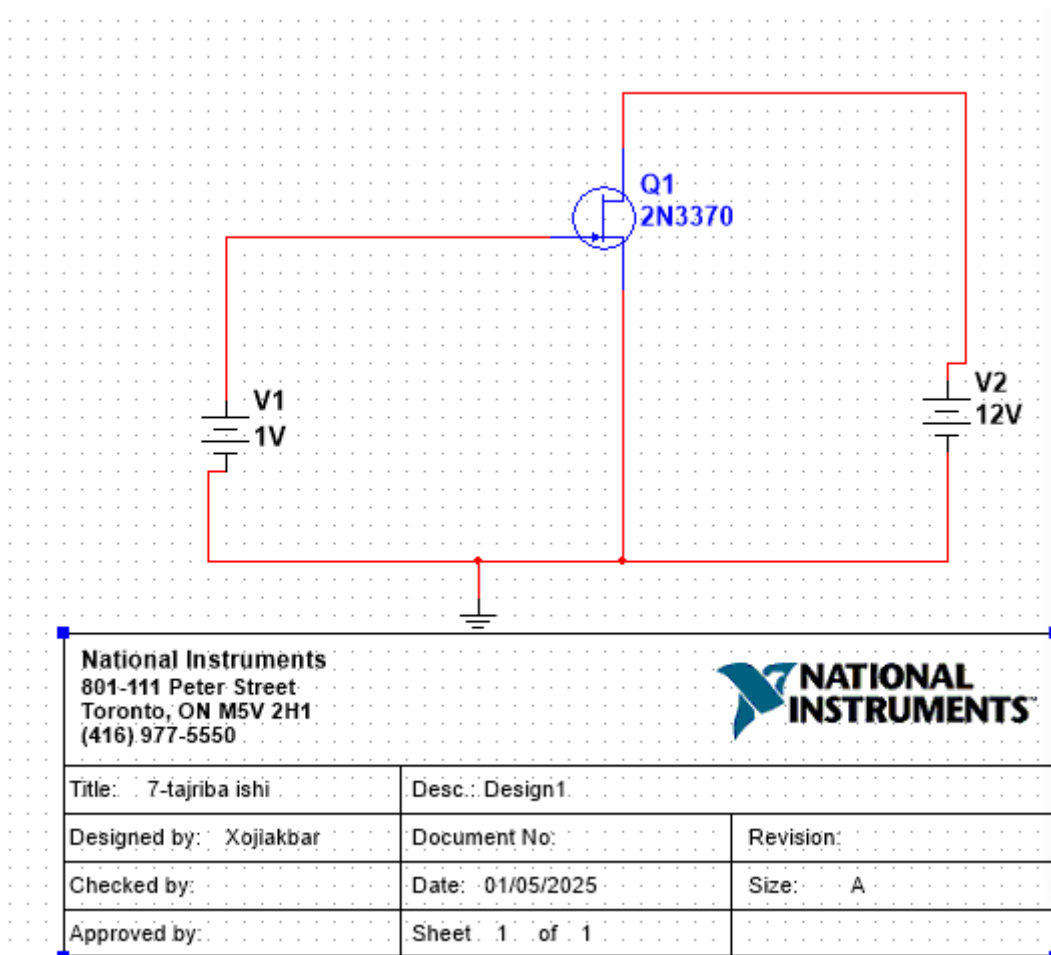 Q1
2N3370
V1
1V
V2
12V
National Instruments
801-111 Peter Street
Toronto, ON M5V 2H1
(416) 977-5550
NATIONAL
INSTRUMENTS™
Title: 7-tajriba ishi
Desc.: Design1
Designed by: Xojiakbar
Document No:
Revision:
Checked by:
Date: 01/05/2025
Size: A
Approved by:
Sheet 1 of 1